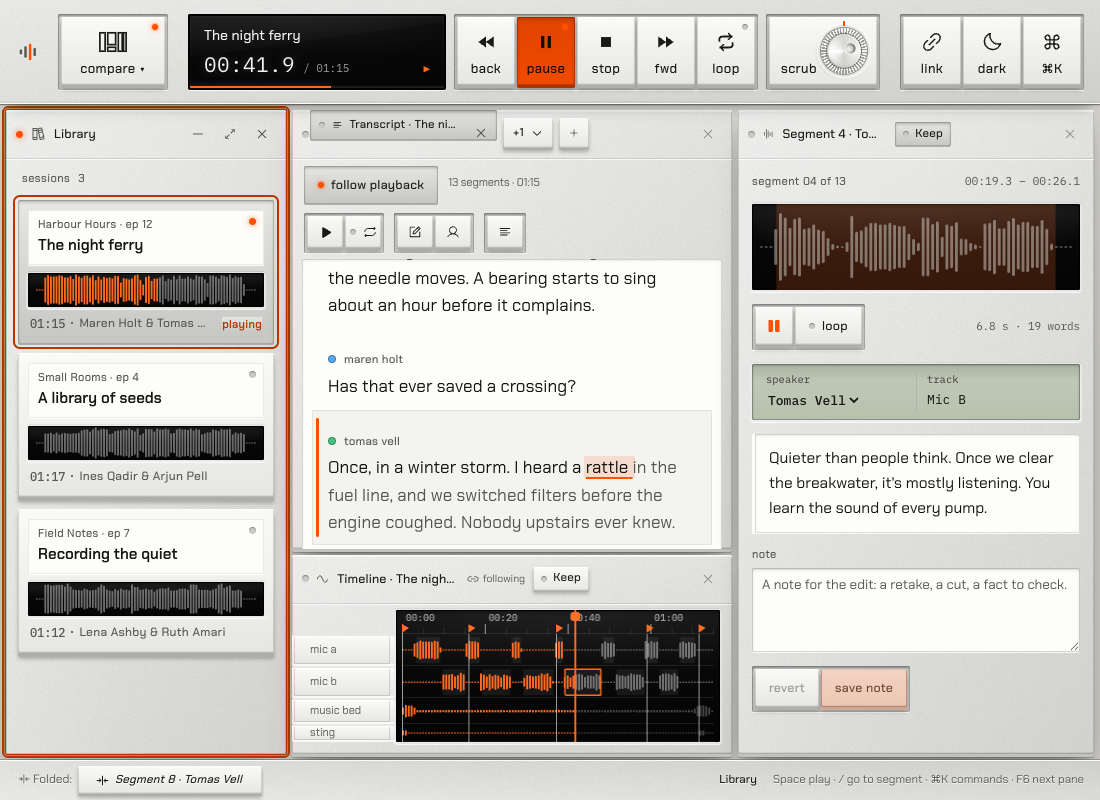 compare ▾
The night ferry
00:41.9 / 01:15
back
pause
stop
fwd
loop
scrub
link
dark
⌘K
Library
sessions 3
Harbour Hours · ep 12
The night ferry
01:15 · Maren Holt & Tomas ... playing
Small Rooms · ep 4
A library of seeds
01:17 · Ines Qadir & Arjun Pell
Field Notes · ep 7
Recording the quiet
01:12 · Lena Ashby & Ruth Amari
Transcript · The ni...
+1
follow playback
13 segments · 01:15
the needle moves. A bearing starts to sing
about an hour before it complains.
maren holt
Has that ever saved a crossing?
tomas vell
Once, in a winter storm. I heard a rattle in the
fuel line, and we switched filters before the
engine coughed. Nobody upstairs ever knew.
Timeline · The nigh... following Keep
00:00 00:20 0:40 01:00
mic a
mic b
music bed
sting
Segment 4 · To... Keep
segment 04 of 13 00:19.3 – 00:26.1
loop
6.8 s · 19 words
speaker track
Tomas Vell Mic B
Quieter than people think. Once we clear
the breakwater, it's mostly listening. You
learn the sound of every pump.
note
A note for the edit: a retake, a cut, a fact to check.
revert save note
Folded: Segment 8 · Tomas Vell
Library Space play · / go to segment · ⌘K commands · F6 next pane